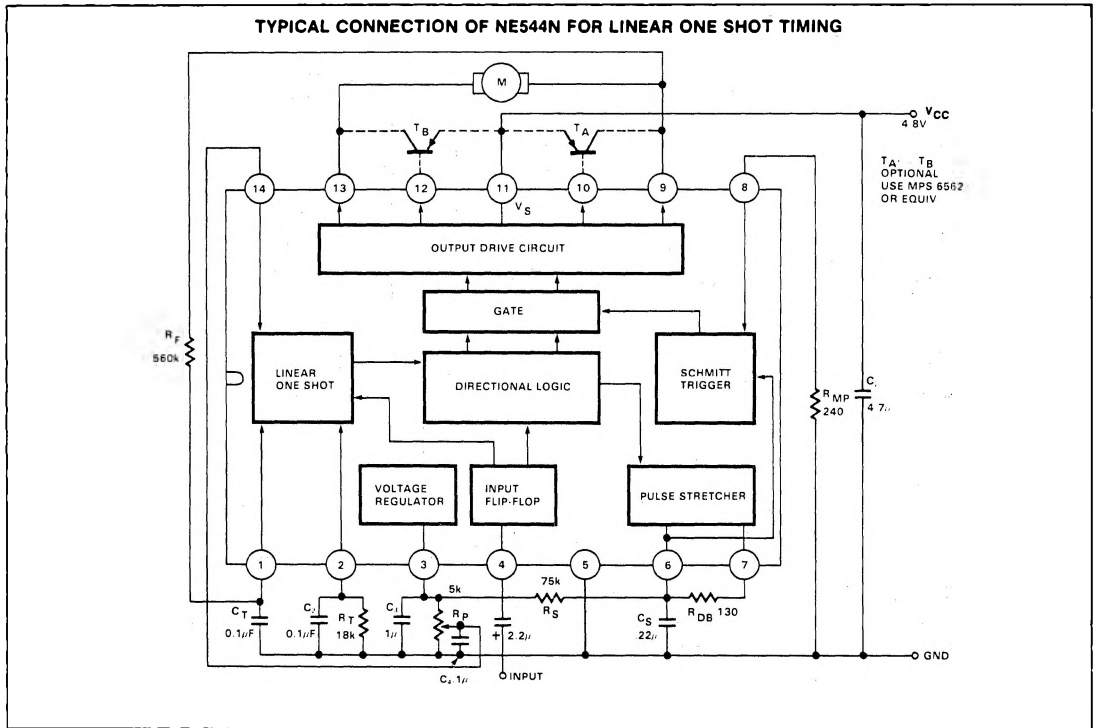 TYPICAL CONNECTION OF NE544N FOR LINEAR ONE SHOT TIMING
M
VCC
4 8V
TB
TA
TA' TB
OPTIONAL
USE MPS 6562
OR EQUIV
14
13
12
11
10
9
8
VS
OUTPUT DRIVE CIRCUIT
GATE
RF
560k
LINEAR
ONE SHOT
DIRECTIONAL LOGIC
SCHMITT
TRIGGER
RMP
240
C
4 7μ
VOLTAGE
REGULATOR
INPUT
FLIP-FLOP
PULSE STRETCHER
1
2
3
4
5
6
7
5k
75k
RS
CT
0.1μF
C2
0.1μF
RT
18k
1μ
RP
+
2.2μ
CS
22μ
RDB
130
C4 .1μ
INPUT
GND